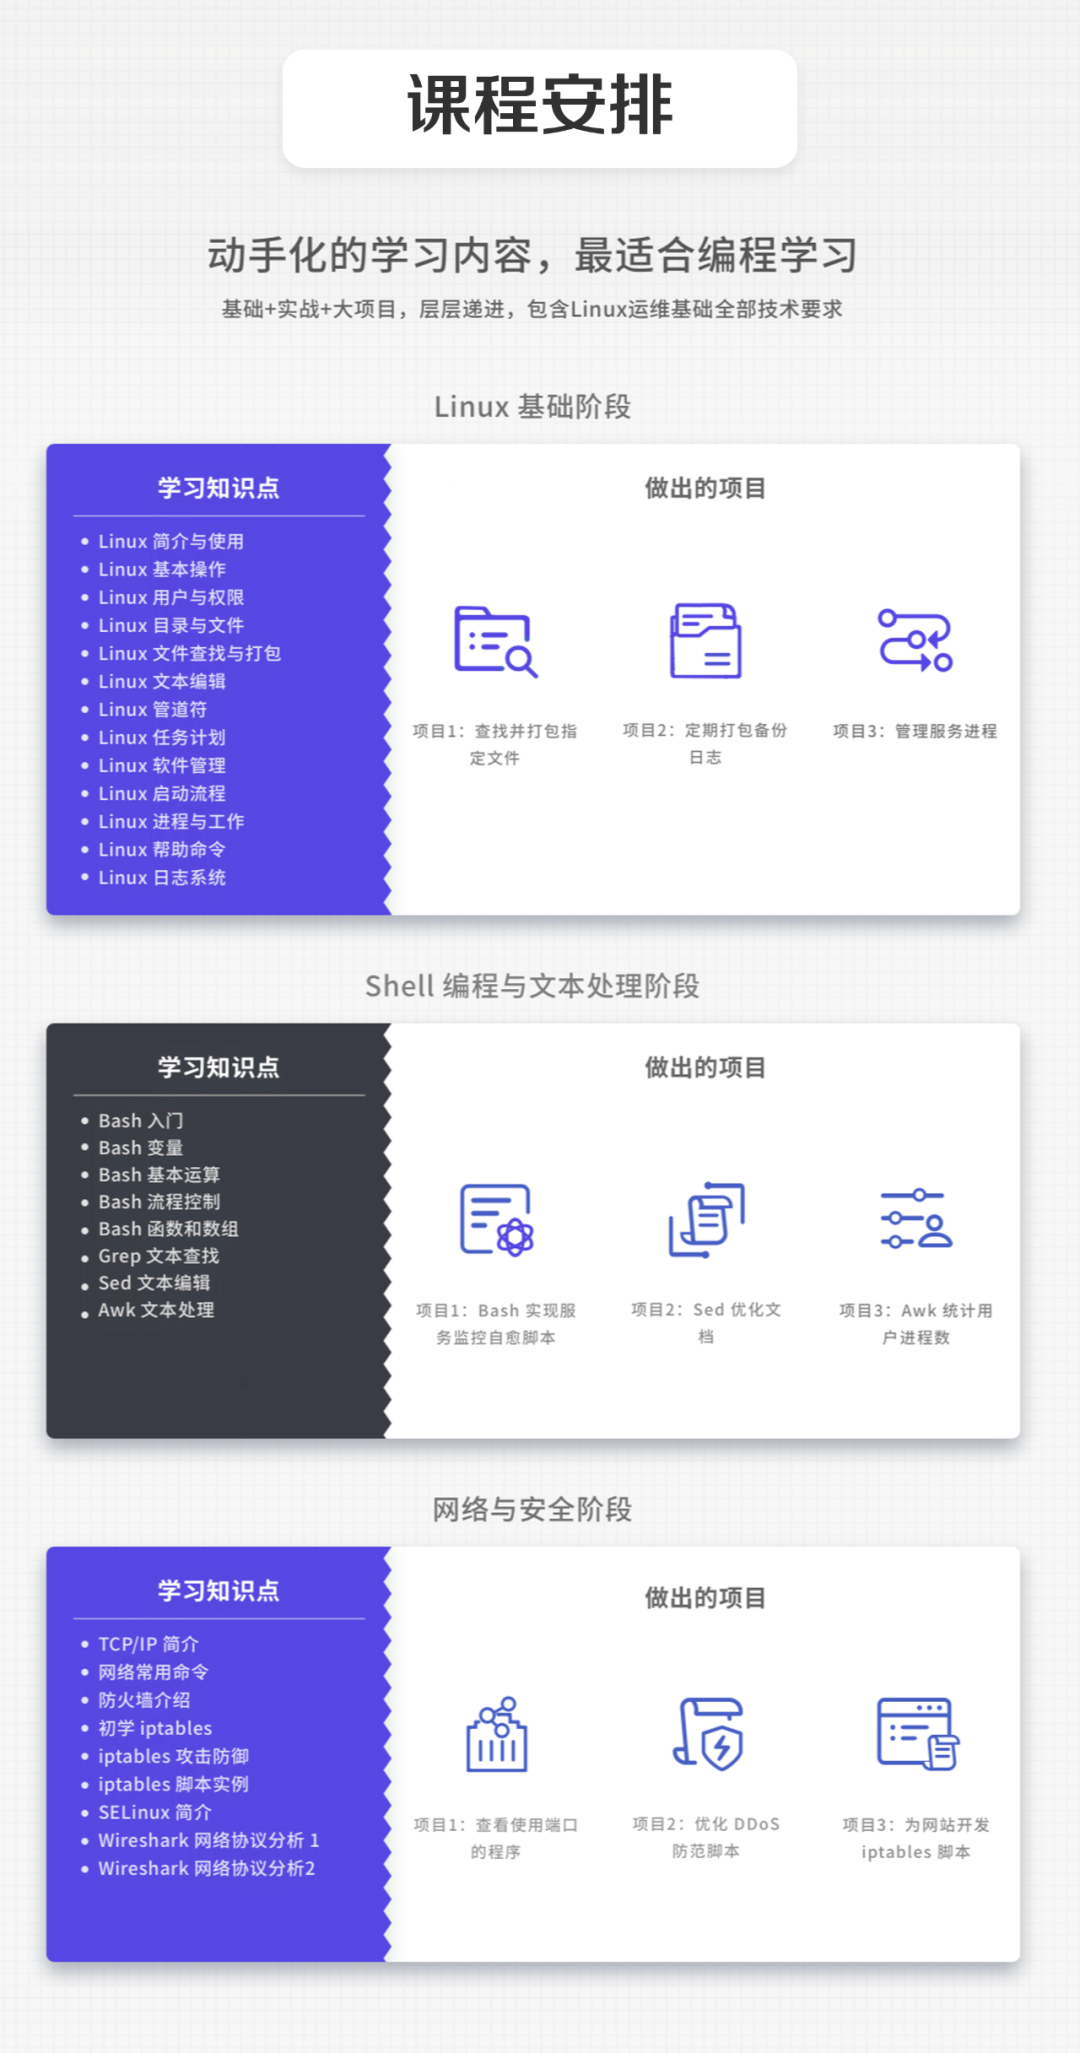 课程安排
动手化的学习内容，最适合编程学习
基础+实战+大项目，层层递进，包含Linux运维基础全部技术要求
Linux 基础阶段
学习知识点
Linux 简介与使用
Linux 基本操作
Linux 用户与权限
Linux 目录与文件
Linux 文件查找与打包
Linux 文本编辑
Linux 管道符
Linux 任务计划
Linux 软件管理
Linux 启动流程
Linux 进程与工作
Linux 帮助命令
Linux 日志系统
做出的项目
项目1：查找并打包指
定文件
项目2：定期打包备份
日志
项目3：管理服务进程
Shell 编程与文本处理阶段
学习知识点
Bash 入门
Bash 变量
Bash 基本运算
Bash 流程控制
Bash 函数和数组
Grep 文本查找
Sed 文本编辑
Awk 文本处理
做出的项目
项目1：Bash 实现服
务监控自愈脚本
项目2：Sed 优化文
档
项目3：Awk 统计用
户进程数
网络与安全阶段
学习知识点
TCP/IP 简介
网络常用命令
防火墙介绍
初学 iptables
iptables 攻击防御
iptables 脚本实例
SELinux 简介
Wireshark 网络协议分析 1
Wireshark 网络协议分析2
做出的项目
项目1：查看使用端口
的程序
项目2：优化 DDoS
防范脚本
项目3：为网站开发
iptables 脚本